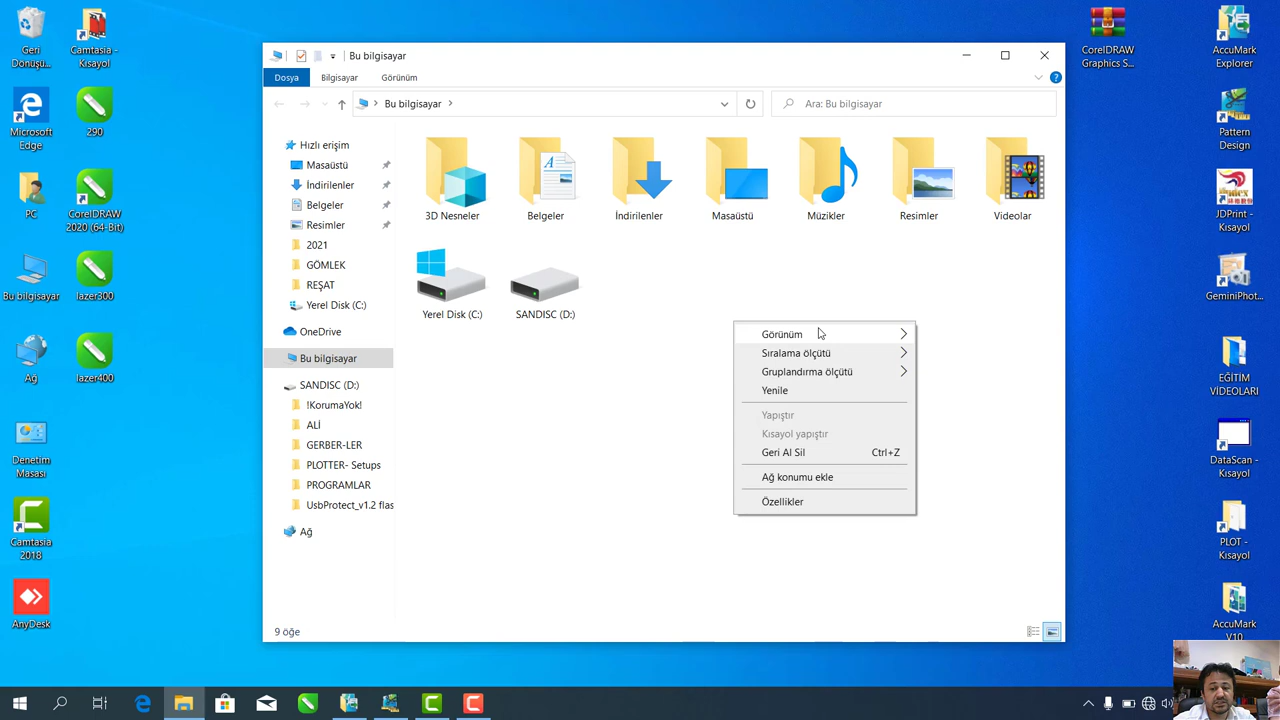 Geri
Dönüşü...
Camtasia -
Kısayol
Microsoft
Edge
290
PC
CorelDRAW
2020 (64-Bit)
Bu bilgisayar
lazer300
Ağ
lazer400
Denetim
Masası
Camtasia
2018
AnyDesk
Bu bilgisayar
Dosya
Bilgisayar
Görünüm
Bu bilgisayar
Ara: Bu bilgisayar
Hızlı erişim
Masaüstü
İndirilenler
Belgeler
Resimler
2021
GÖMLEK
REŞAT
Yerel Disk (C:)
OneDrive
Bu bilgisayar
SANDISC (D:)
!KorumaYok!
ALİ
GERBER-LER
PLOTTER- Setups
PROGRAMLAR
UsbProtect_v1.2 flas
Ağ
3D Nesneler
Belgeler
İndirilenler
Masaüstü
Müzikler
Resimler
Videolar
Yerel Disk (C:)
SANDISC (D:)
Görünüm
Sıralama ölçütü
Gruplandırma ölçütü
Yenile
Yapıştır
Kısayol yapıştır
Geri Al Sil Ctrl+Z
Ağ konumu ekle
Özellikler
9 öğe
CorelDRAW
Graphics S...
AccuMark
Explorer
Pattern
Design
JDPrint -
Kısayol
GeminiPhot...
EĞİTİM
VİDEOLARI
DataScan -
Kısayol
PLOT -
Kısayol
AccuMark
V10